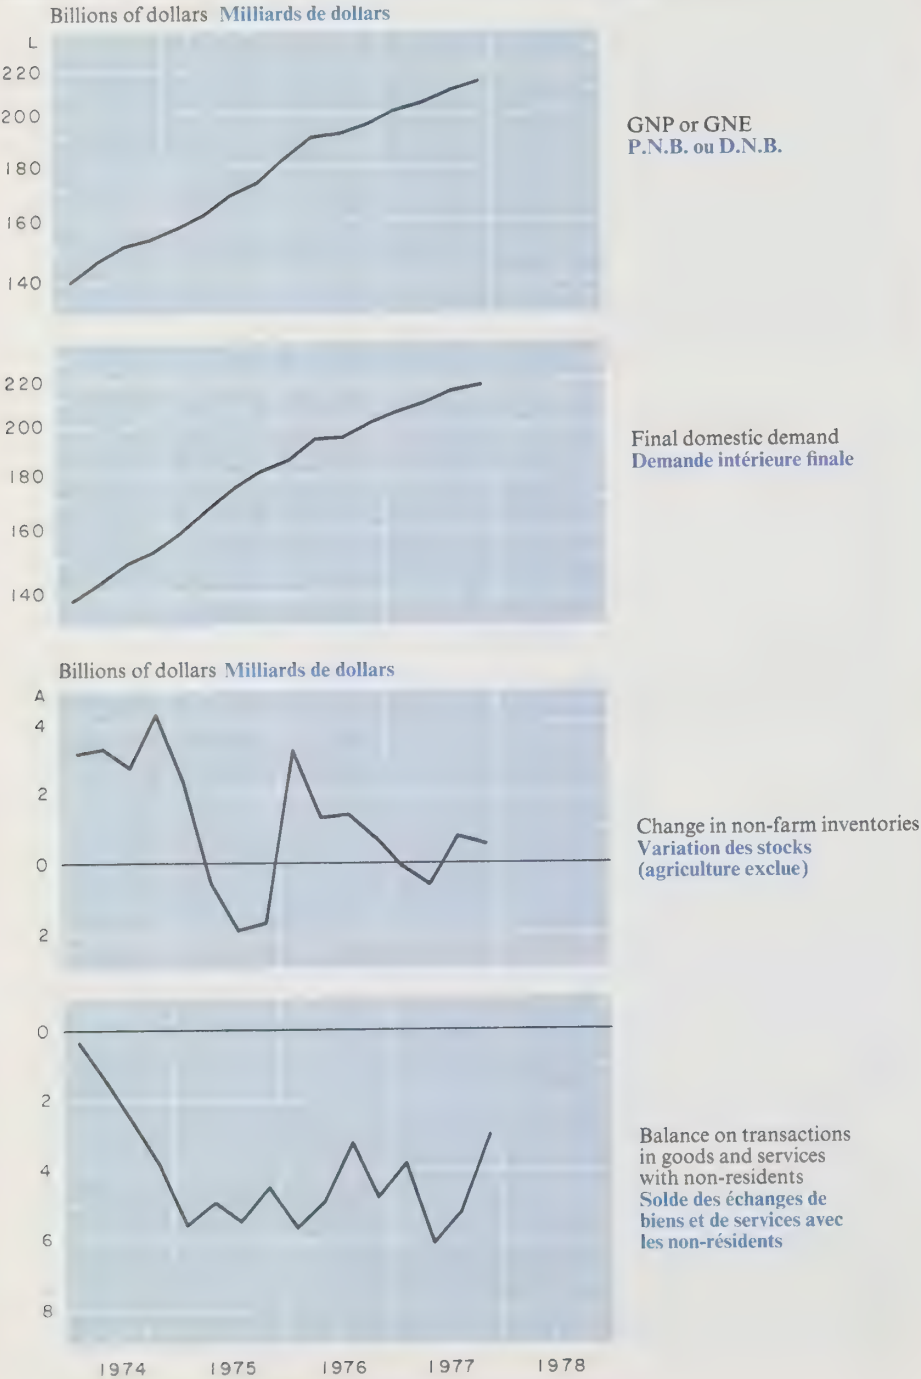 Billions of dollars Milliards de dollars
L
220
200
180
160
140
GNP or GNE
P.N.B. ou D.N.B.
220
200
180
160
140
Final domestic demand
Demande intérieure finale
Billions of dollars Milliards de dollars
A
4
2
0
2
Change in non-farm inventories
Variation des stocks
(agriculture exclue)
0
2
4
6
8
Balance on transactions
in goods and services
with non-residents
Solde des échanges de
biens et de services avec
les non-résidents
1974 1975 1976 1977 1978